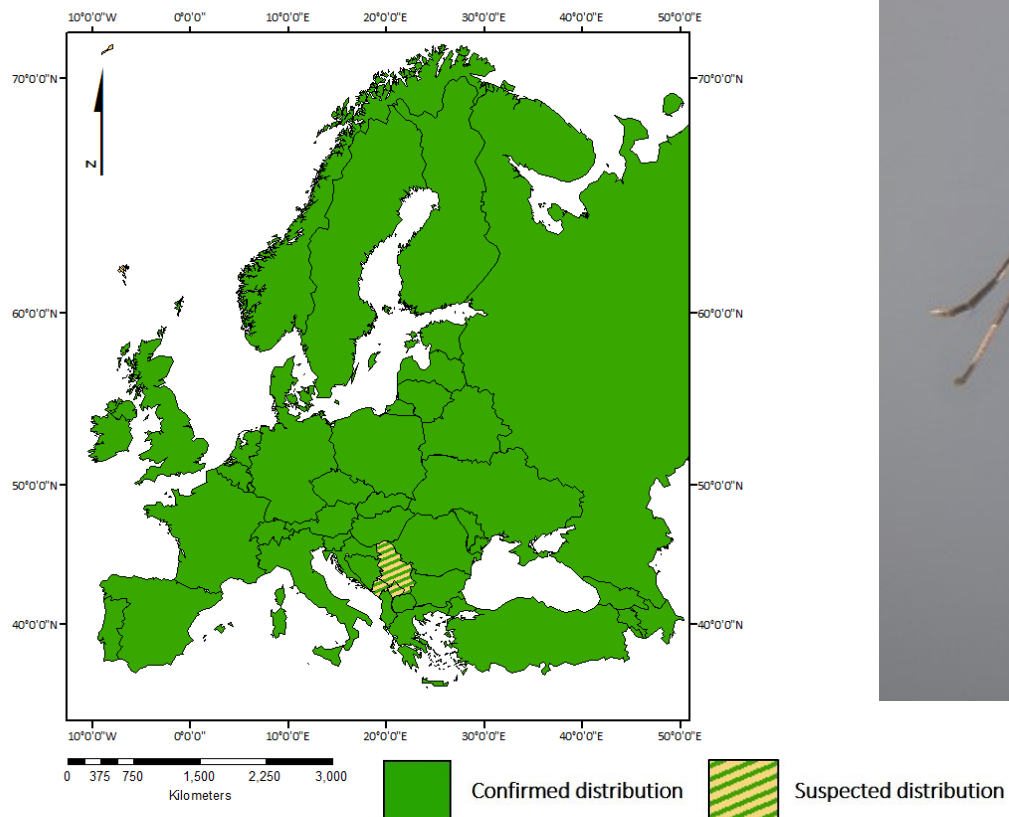 10°0'0"W 0°0'0" 10°0'0"E 20°0'0"E 30°0'0"E 40°0'0"E 50°0'0"E
70°0'0"N 70°0'0"N
N
60°0'0"N 60°0'0"N
50°0'0"N 50°0'0"N
40°0'0"N 40°0'0"N
10°0'0"W 0°0'0" 10°0'0"E 20°0'0"E 30°0'0"E 40°0'0"E 50°0'0"E
0 375 750 1,500 2,250 3,000
Kilometers
Confirmed distribution Suspected distribution